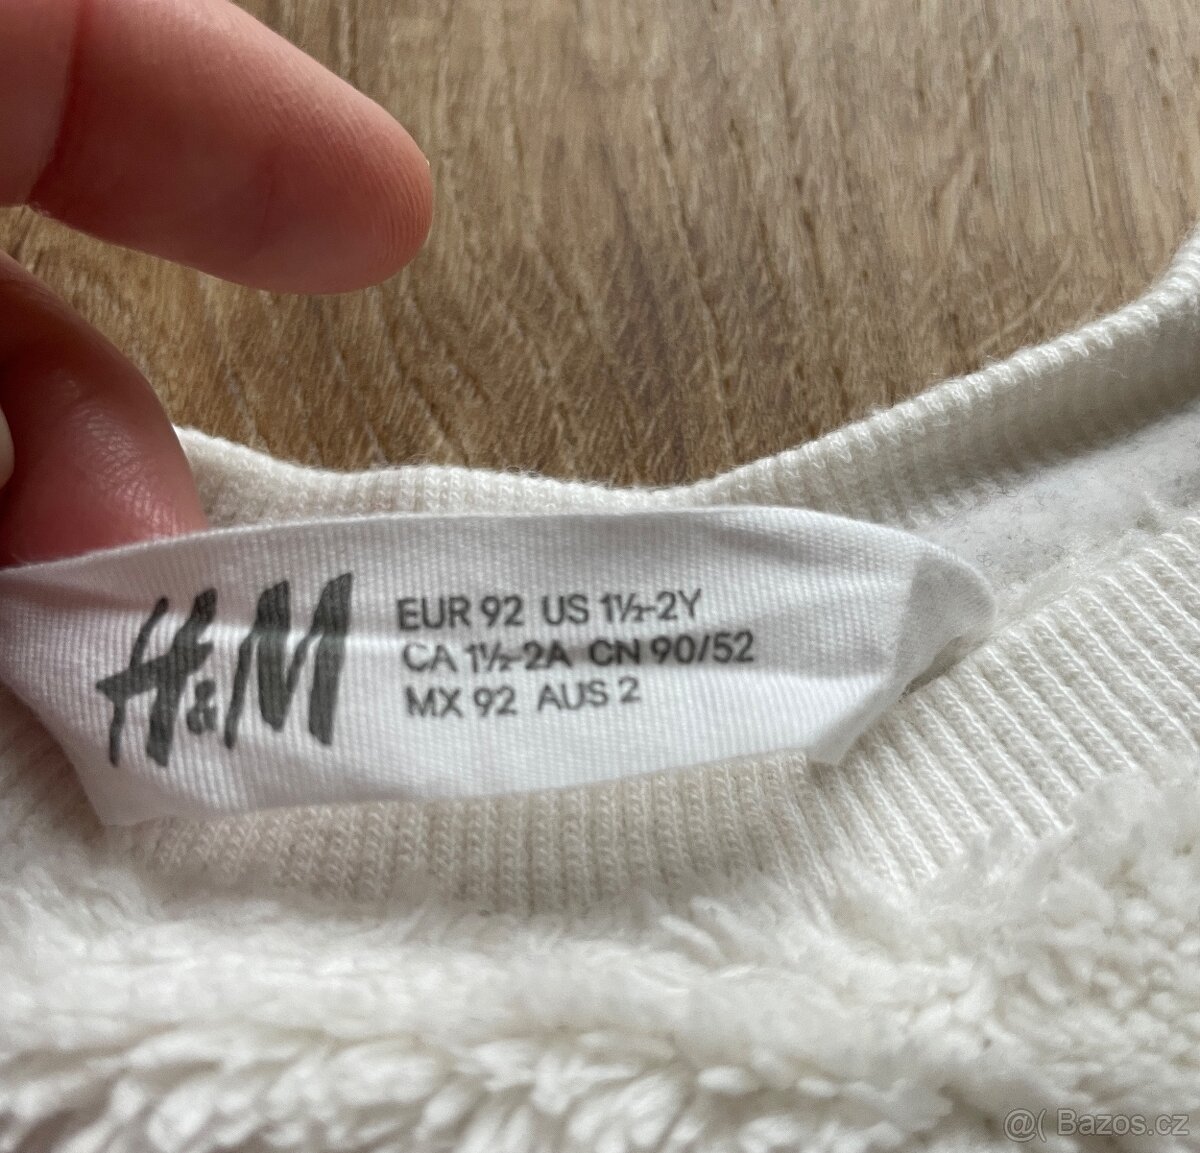 H&M
EUR 92 US 1½-2Y
CA 1½-2A CN 90/52
MX 92 AUS 2
@( Bazos.cz